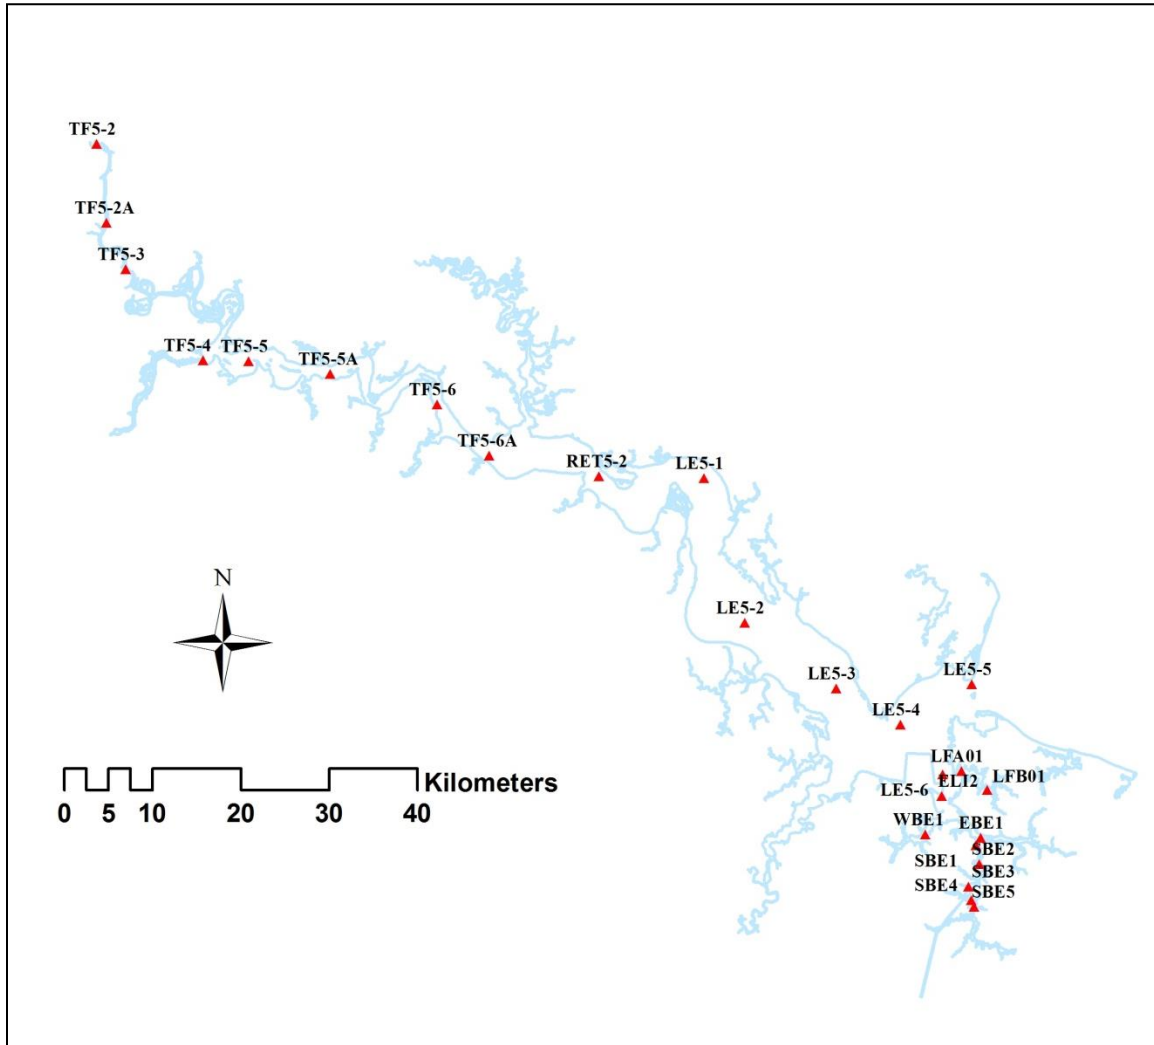 TF5-2
TF5-2A
TF5-3
TF5-4
TF5-5
TF5-5A
TF5-6
TF5-6A
RET5-2
LE5-1
N
LE5-2
LE5-3
LE5-5
LE5-4
LFA01
Kilometers
ELI2
LFB01
LE5-6
0 5 10 20 30 40
WBE1
EBE1
SBE2
SBE1
SBE3
SBE4
SBE5